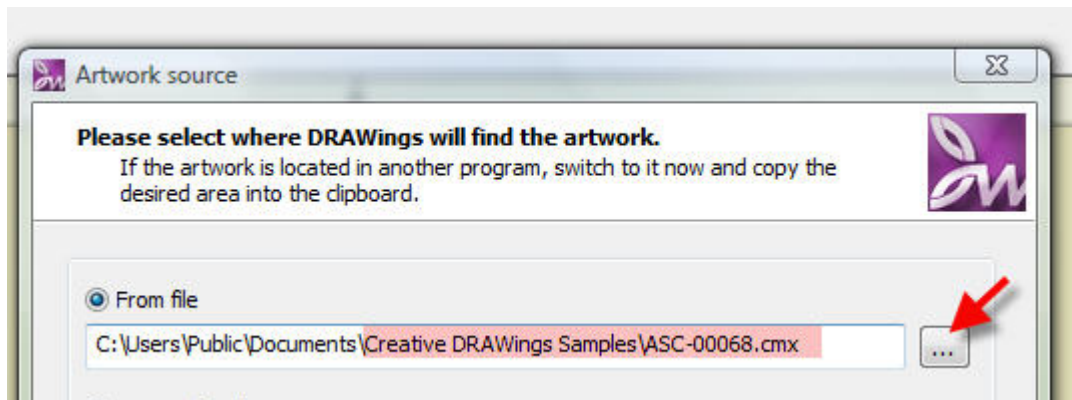 Artwork source
Please select where DRAWings will find the artwork.
If the artwork is located in another program, switch to it now and copy the
desired area into the clipboard.
From file
C:\Users\Public\Documents\Creative DRAWings Samples\ASC-00068.cmx
...